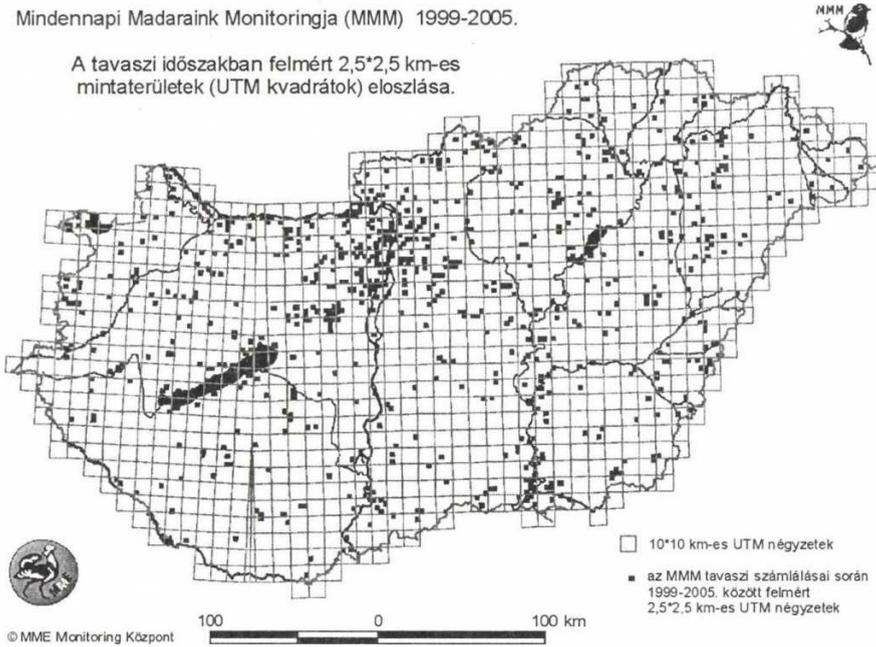 Mindennapi Madaraink Monitoringja (MMM) 1999-2005.
MMM
A tavaszi időszakban felmért 2,5*2,5 km-es
mintaterületek (UTM kvadrátok) eloszlása.
10*10 km-es UTM négyzetek
az MMM tavaszi számlálásai során
1999-2005. között felmért
2,5*2,5 km-es UTM négyzetek
MME
© MME Monitoring Központ
100 0 100 km